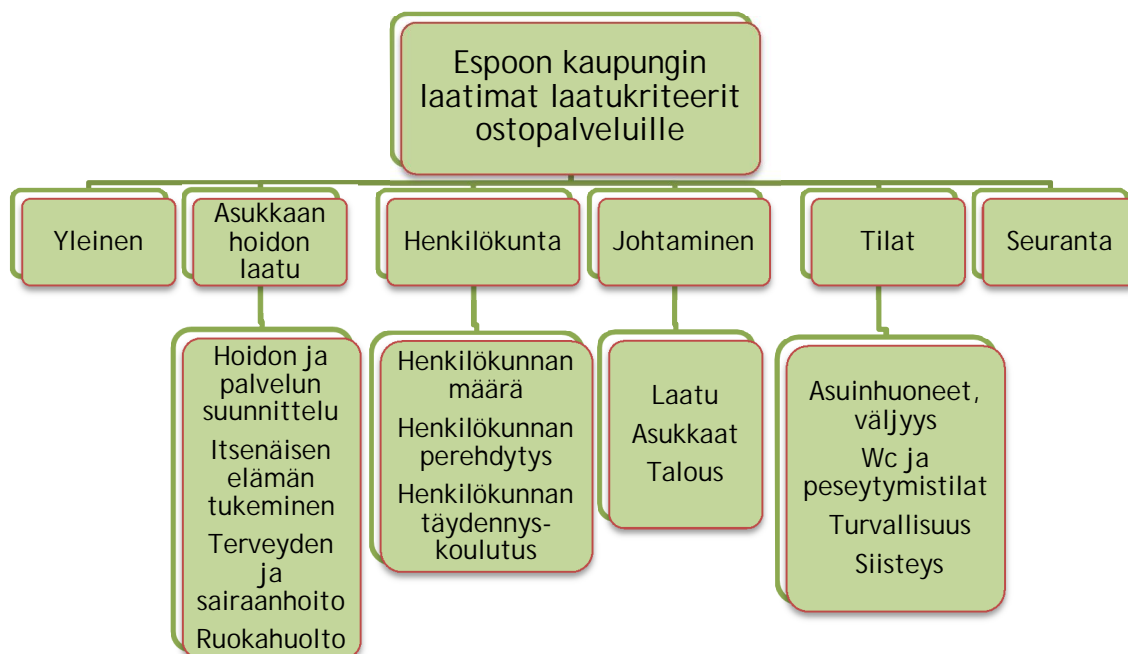 Espoon kaupungin
laatimat laatukriteerit
ostopalveluille
Yleinen
Asukkaan
hoidon
laatu
Henkilökunta
Johtaminen
Tilat
Seuranta
Hoidon ja
palvelun
suunnittelu
Itsenäisen
elämän
tukeminen
Terveyden
ja
sairaanhoito
Ruokahuolto
Henkilökunnan
määrä
Henkilökunnan
perehdytys
Henkilökunnan
täydennys-
koulutus
Laatu
Asukkaat
Talous
Asuinhuoneet,
väljyys
Wc ja
peseytymistilat
Turvallisuus
Siisteys